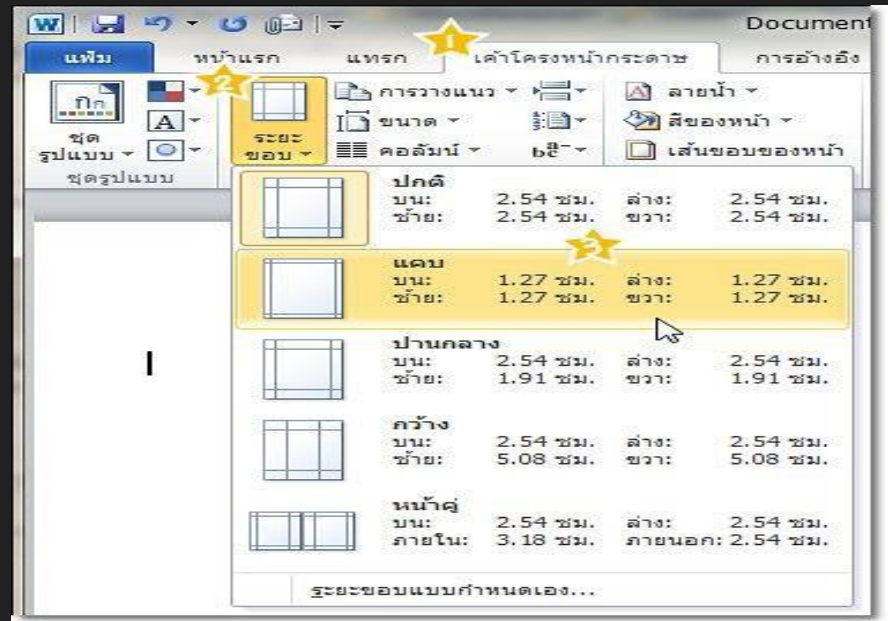 W Document
แฟ้ม หน้าแรก แทรก เค้าโครงหน้ากระดาษ การอ้างอิง
1
2
ก ชุดรูปแบบ A
ระยะขอบ
การวางแนว
ขนาด
คอลัมน์
ลายน้ำ
สีของหน้า
เส้นขอบของหน้า
ชุดรูปแบบ
ปกติ
บน: 2.54 ซม. ล่าง: 2.54 ซม.
ซ้าย: 2.54 ซม. ขวา: 2.54 ซม.
3
แคบ
บน: 1.27 ซม. ล่าง: 1.27 ซม.
ซ้าย: 1.27 ซม. ขวา: 1.27 ซม.
ปานกลาง
บน: 2.54 ซม. ล่าง: 2.54 ซม.
ซ้าย: 1.91 ซม. ขวา: 1.91 ซม.
กว้าง
บน: 2.54 ซม. ล่าง: 2.54 ซม.
ซ้าย: 5.08 ซม. ขวา: 5.08 ซม.
หน้าคู่
บน: 2.54 ซม. ล่าง: 2.54 ซม.
ภายใน: 3.18 ซม. ภายนอก: 2.54 ซม.
ระยะขอบแบบกำหนดเอง...